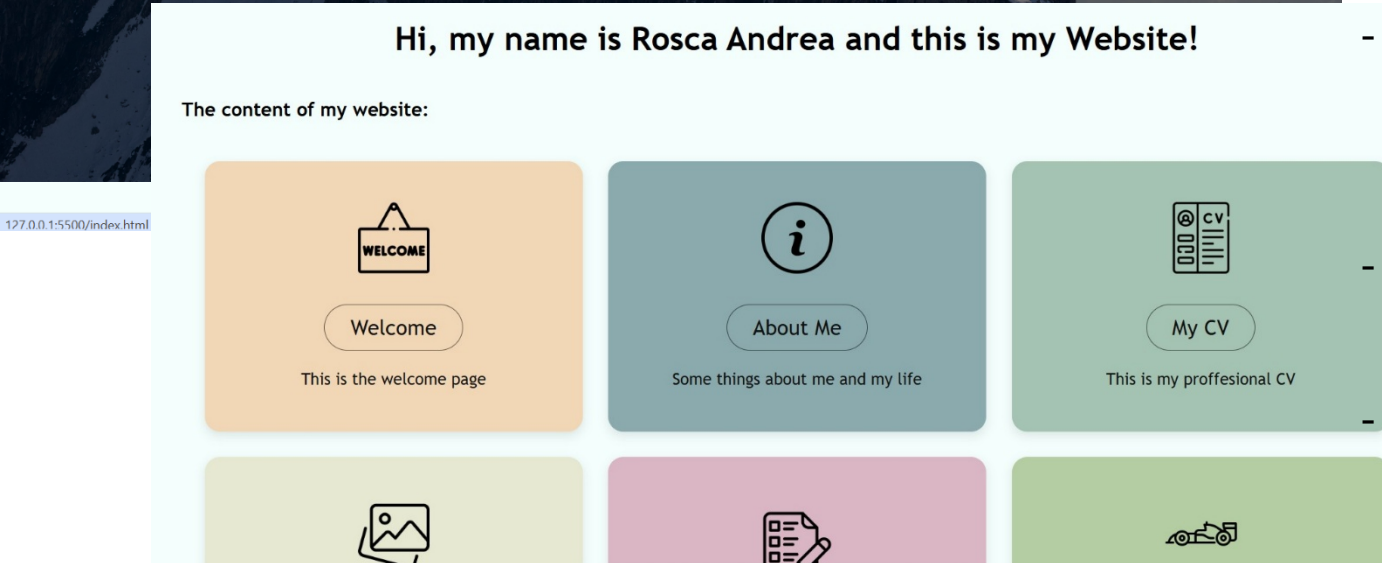 Hi, my name is Rosca Andrea and this is my Website!
The content of my website:
127.0.0.1:5500/index.html
WELCOME
CV
Welcome
About Me
My CV
This is the welcome page
Some things about me and my life
This is my proffesional CV